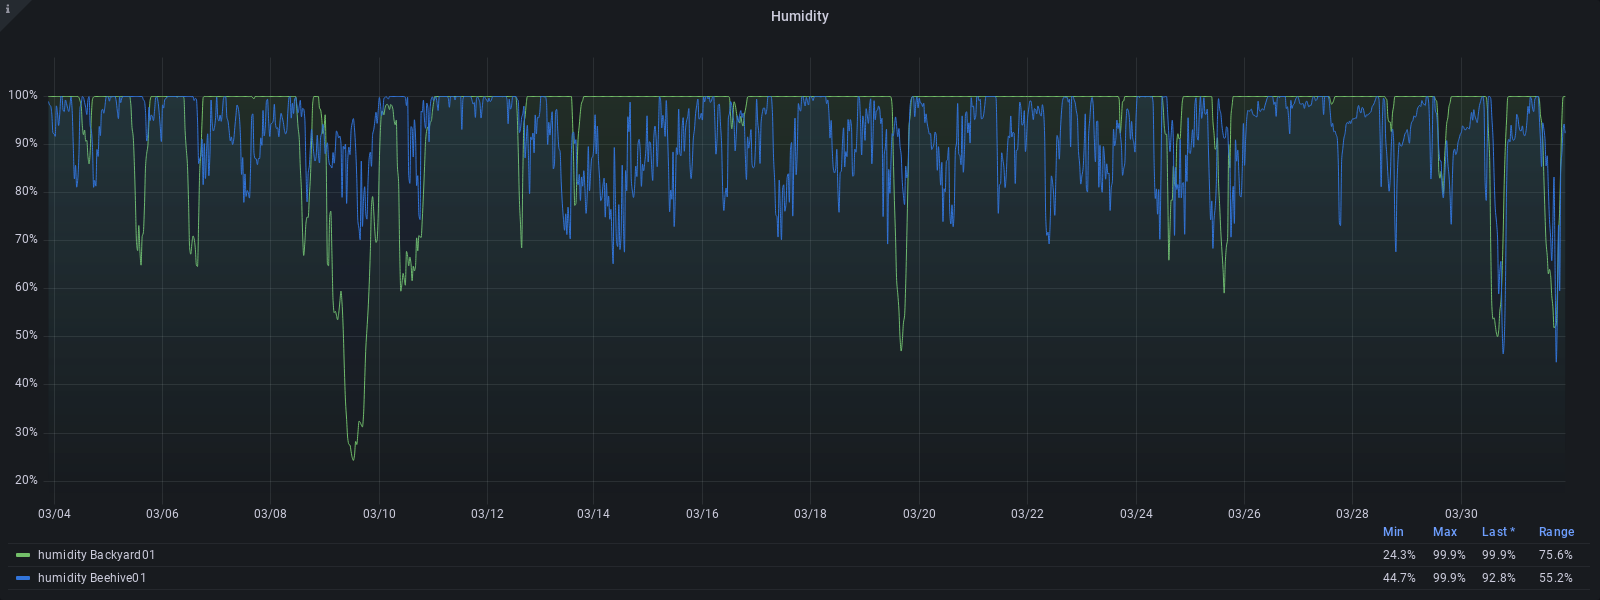 i
Humidity
100%
90%
80%
70%
60%
50%
40%
30%
20%
03/04 03/06 03/08 03/10 03/12 03/14 03/16 03/18 03/20 03/22 03/24 03/26 03/28 03/30
Min Max Last * Range
humidity Backyard01 24.3% 99.9% 99.9% 75.6%
humidity Beehive01 44.7% 99.9% 92.8% 55.2%